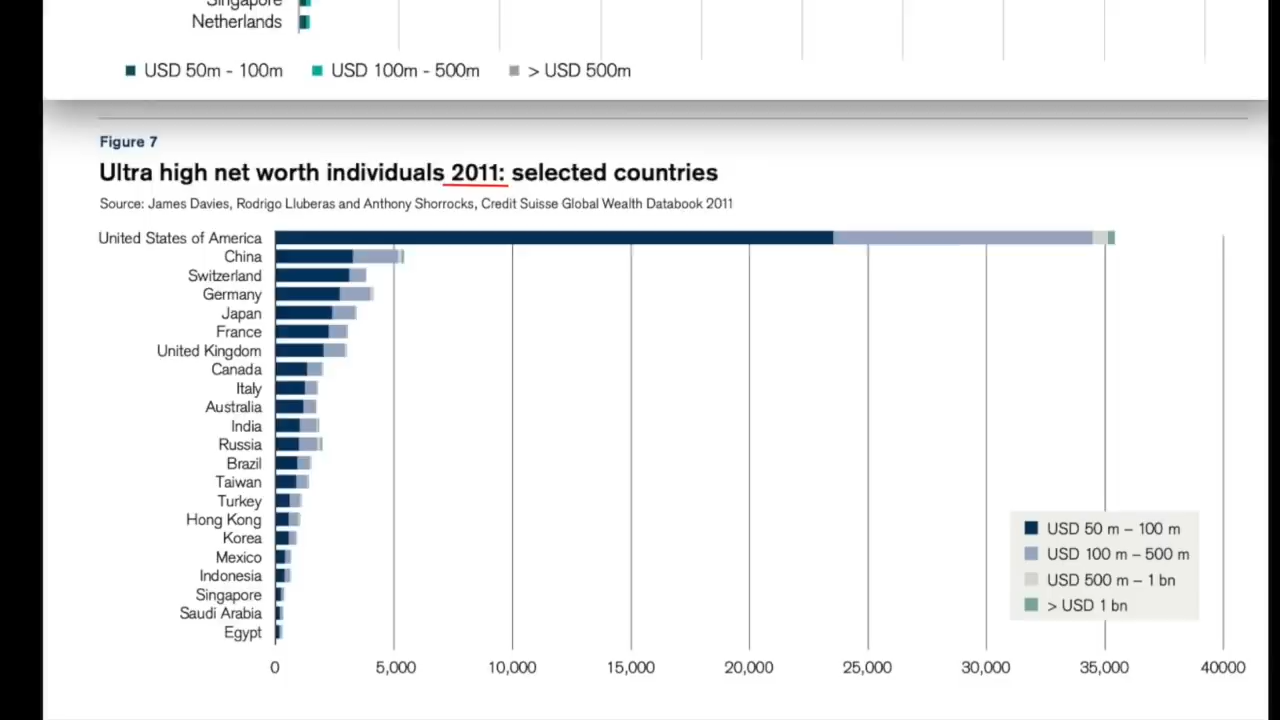 Singapore
Netherlands
USD 50m - 100m USD 100m - 500m > USD 500m
Figure 7
Ultra high net worth individuals 2011: selected countries
Source: James Davies, Rodrigo Lluberas and Anthony Shorrocks, Credit Suisse Global Wealth Databook 2011
United States of America
China
Switzerland
Germany
Japan
France
United Kingdom
Canada
Italy
Australia
India
Russia
Brazil
Taiwan
Turkey
Hong Kong
Korea
Mexico
Indonesia
Singapore
Saudi Arabia
Egypt
USD 50 m – 100 m
USD 100 m – 500 m
USD 500 m – 1 bn
> USD 1 bn
0 5,000 10,000 15,000 20,000 25,000 30,000 35,000 40000